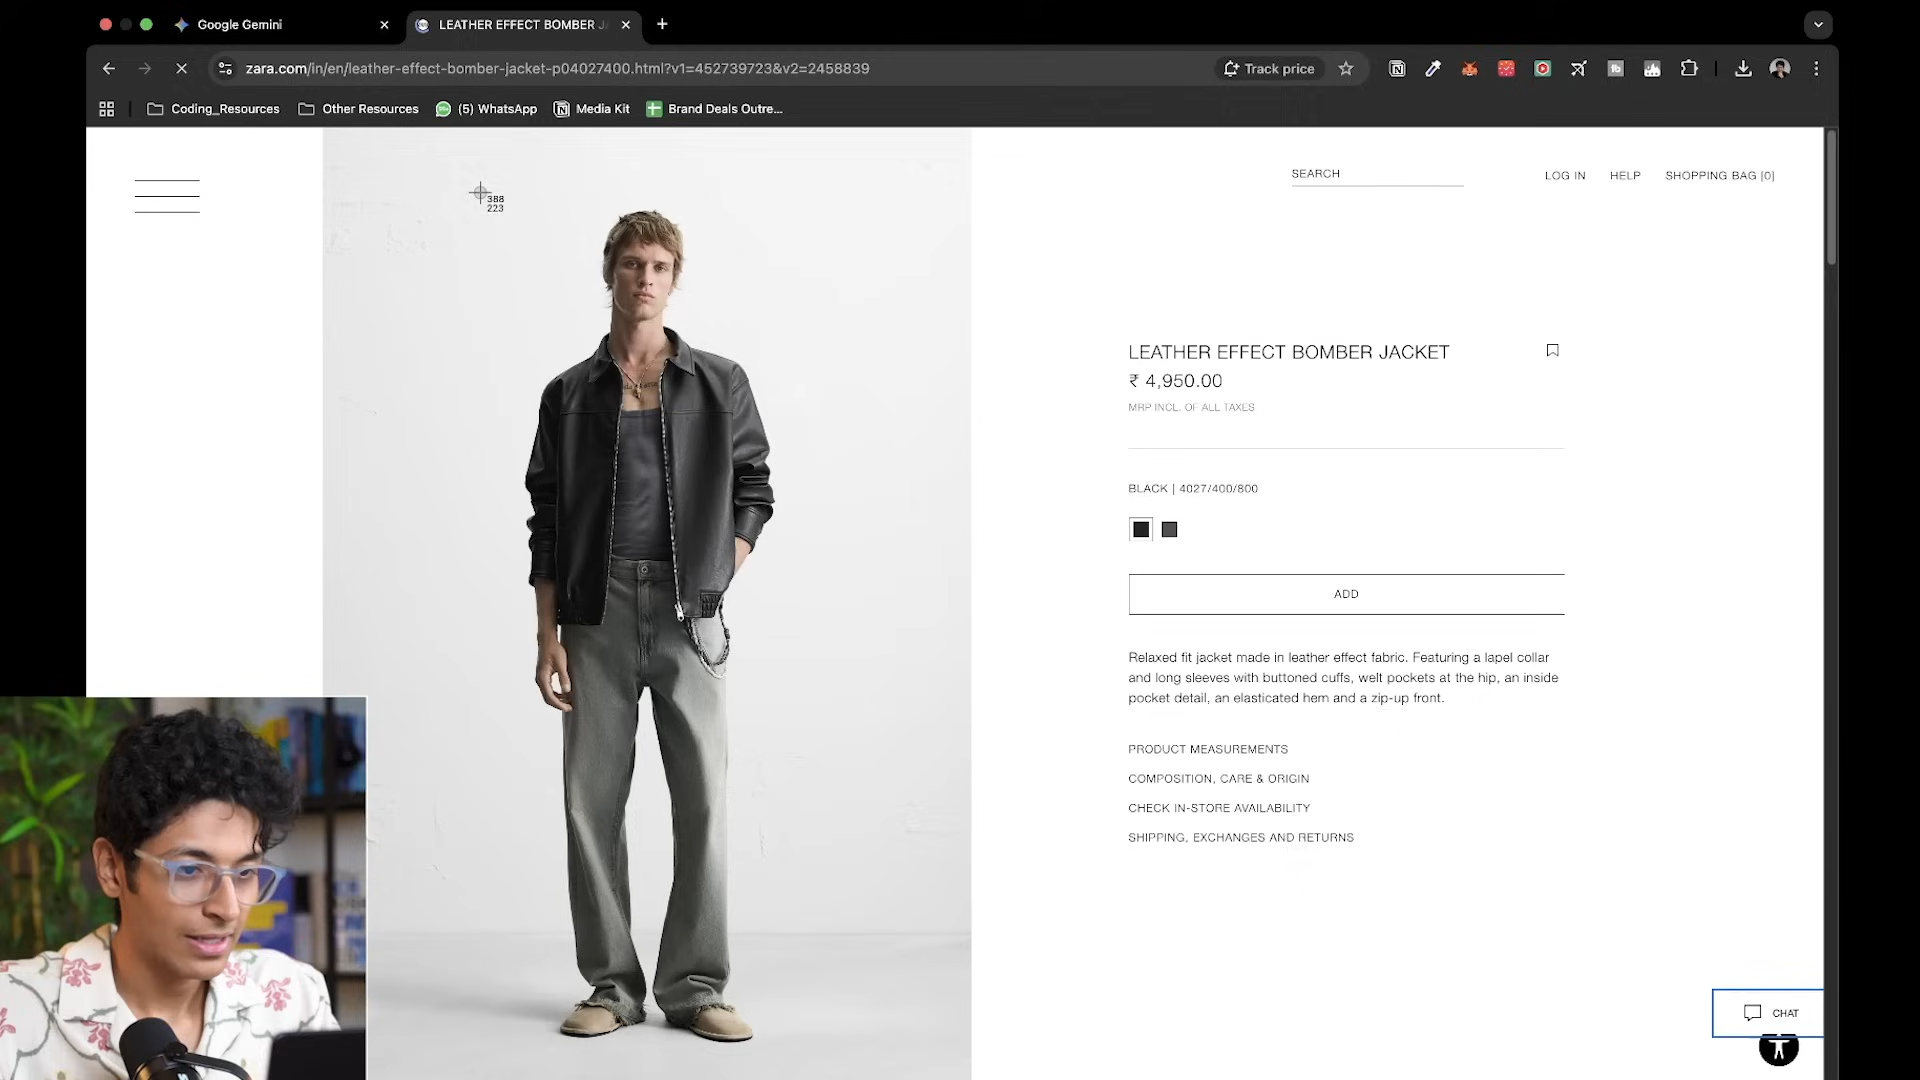 Google Gemini
LEATHER EFFECT BOMBER J
zara.com/in/en/leather-effect-bomber-jacket-p04027400.html?v1=452739723&v2=2458839
Track price
Coding_Resources
Other Resources
(5) WhatsApp
Media Kit
Brand Deals Outre...
388
223
SEARCH
LOG IN
HELP
SHOPPING BAG [0]
LEATHER EFFECT BOMBER JACKET
₹ 4,950.00
MRP INCL. OF ALL TAXES
BLACK | 4027/400/800
ADD
Relaxed fit jacket made in leather effect fabric. Featuring a lapel collar
and long sleeves with buttoned cuffs, welt pockets at the hip, an inside
pocket detail, an elasticated hem and a zip-up front.
PRODUCT MEASUREMENTS
COMPOSITION, CARE & ORIGIN
CHECK IN-STORE AVAILABILITY
SHIPPING, EXCHANGES AND RETURNS
CHAT